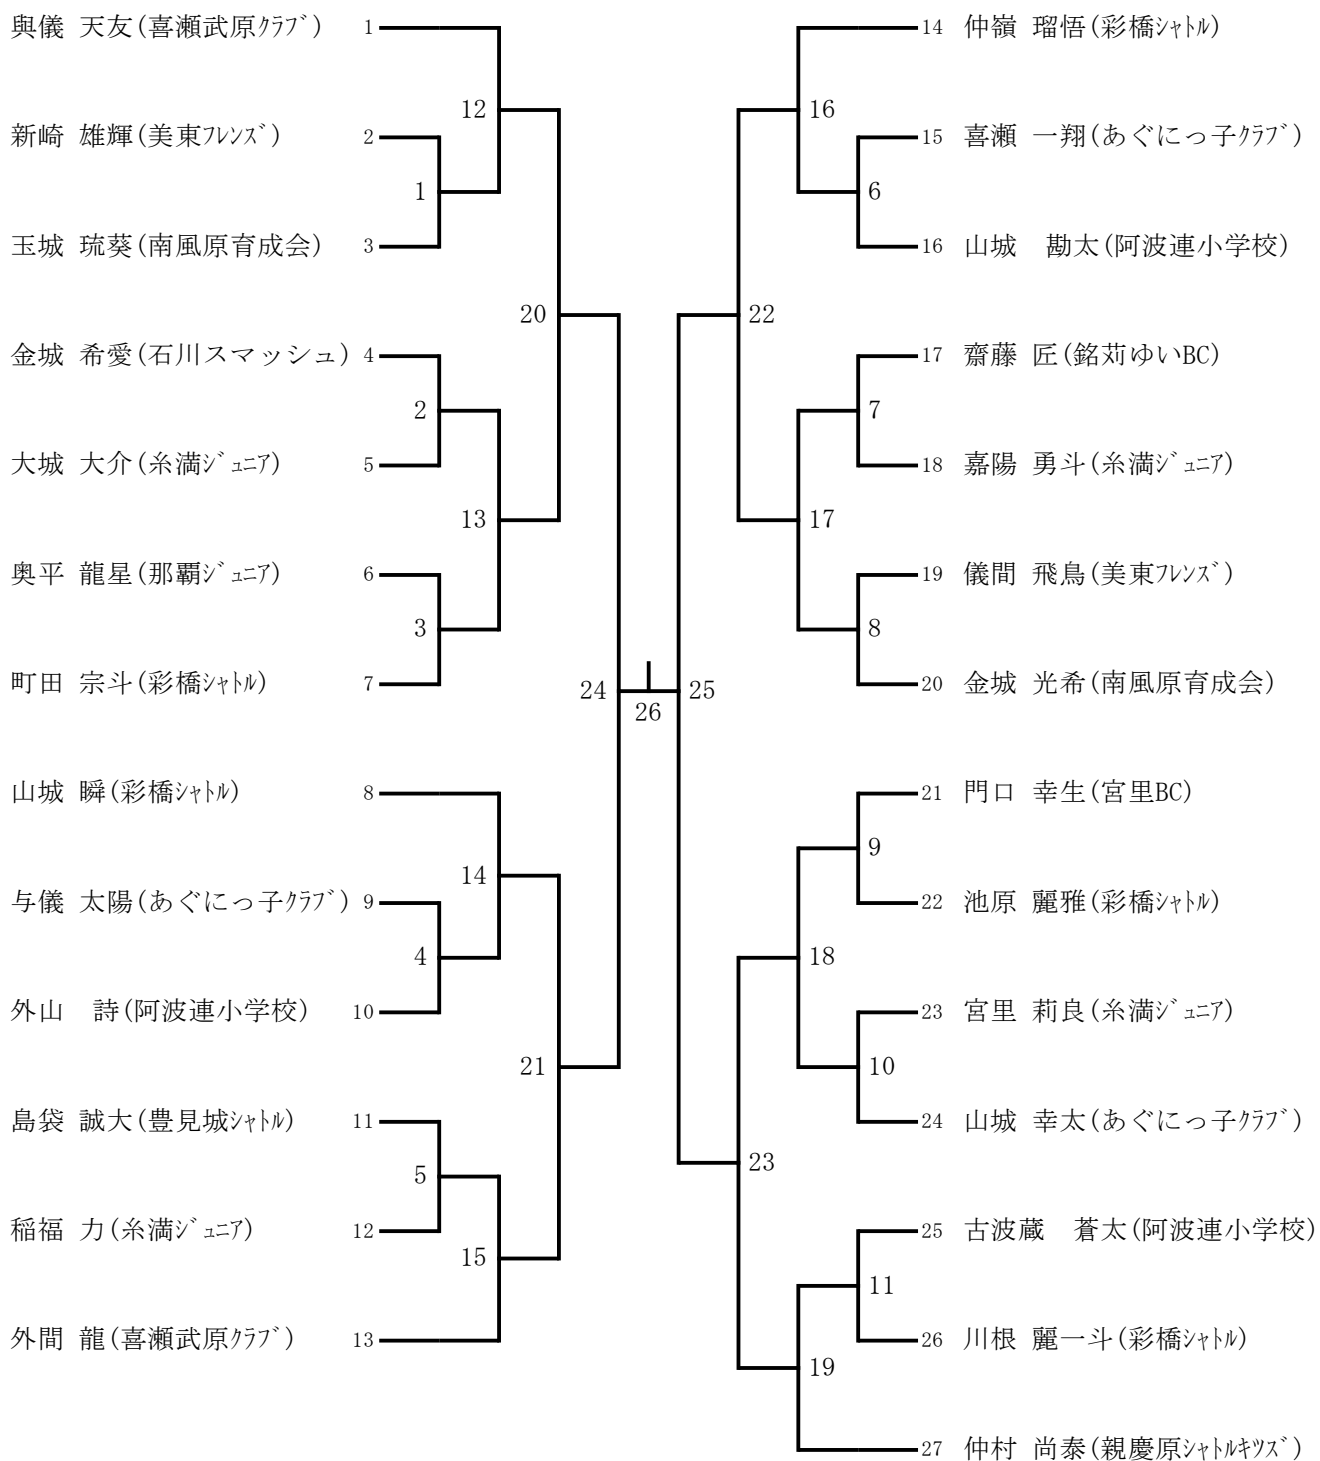 與儀 天友(喜瀬武原ｸﾗﾌﾞ) 1
新崎 雄輝(美東ﾌﾚﾝｽﾞ) 2
玉城 琉葵(南風原育成会) 3
金城 希愛(石川スマッシュ) 4
大城 大介(糸満ｼﾞｭﾆｱ) 5
奥平 龍星(那覇ｼﾞｭﾆｱ) 6
町田 宗斗(彩橋ｼｬﾄﾙ) 7
山城 瞬(彩橋ｼｬﾄﾙ) 8
与儀 太陽(あぐにっ子ｸﾗﾌﾞ) 9
外山　詩(阿波連小学校) 10
島袋 誠大(豊見城ｼｬﾄﾙ) 11
稲福 力(糸満ｼﾞｭﾆｱ) 12
外間 龍(喜瀬武原ｸﾗﾌﾞ) 13
1
2
3
4
5
12
13
14
15
20
21
24
26
25
22
23
16
17
18
19
6
7
8
9
10
11
14 仲嶺 瑠悟(彩橋ｼｬﾄﾙ)
15 喜瀬 一翔(あぐにっ子ｸﾗﾌﾞ)
16 山城　勘太(阿波連小学校)
17 齋藤 匠(銘苅ゆいBC)
18 嘉陽 勇斗(糸満ｼﾞｭﾆｱ)
19 儀間 飛鳥(美東ﾌﾚﾝｽﾞ)
20 金城 光希(南風原育成会)
21 門口 幸生(宮里BC)
22 池原 麗雅(彩橋ｼｬﾄﾙ)
23 宮里 莉良(糸満ｼﾞｭﾆｱ)
24 山城 幸太(あぐにっ子ｸﾗﾌﾞ)
25 古波蔵　蒼太(阿波連小学校)
26 川根 麗一斗(彩橋ｼｬﾄﾙ)
27 仲村 尚泰(親慶原ｼｬﾄﾙｷｯｽﾞ)